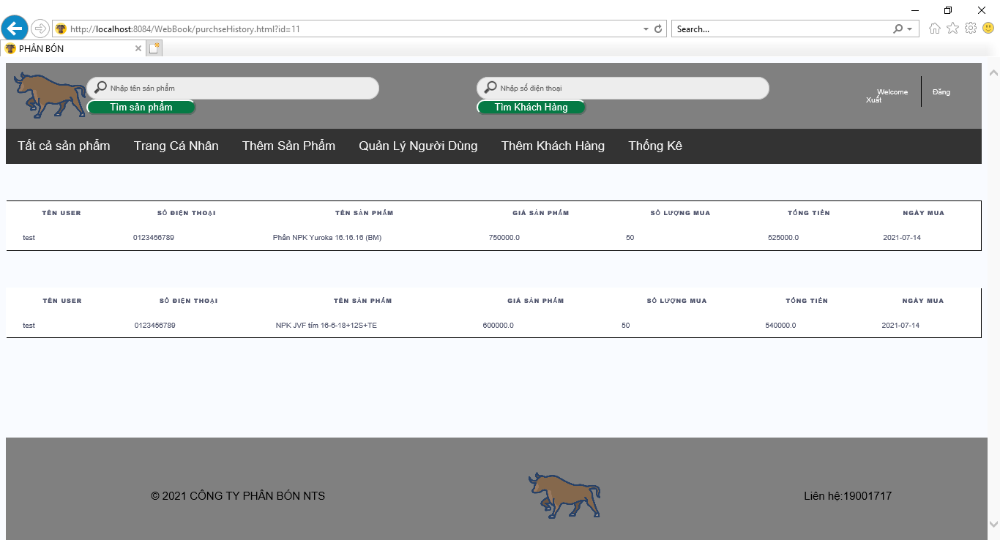 http://localhost:8084/WebBook/purchseHistory.html?id=11
Search...
PHÂN BÓN
Nhập tên sản phẩm
Nhập số điện thoại
Tìm sản phẩm
Tìm Khách Hàng
Welcome
Đăng
Xuất
Tất cả sản phẩm Trang Cá Nhân Thêm Sản Phẩm Quản Lý Người Dùng Thêm Khách Hàng Thống Kê
TÊN USER SỐ ĐIỆN THOẠI TÊN SẢN PHẨM GIÁ SẢN PHẨM SỐ LƯỢNG MUA TỔNG TIỀN NGÀY MUA
test 0123456789 Phân NPK Yuroka 16.16.16 (BM) 750000.0 50 525000.0 2021-07-14
TÊN USER SỐ ĐIỆN THOẠI TÊN SẢN PHẨM GIÁ SẢN PHẨM SỐ LƯỢNG MUA TỔNG TIỀN NGÀY MUA
test 0123456789 NPK JVF tím 16-6-18+12S+TE 600000.0 50 540000.0 2021-07-14
© 2021 CÔNG TY PHÂN BÓN NTS
Liên hệ:19001717